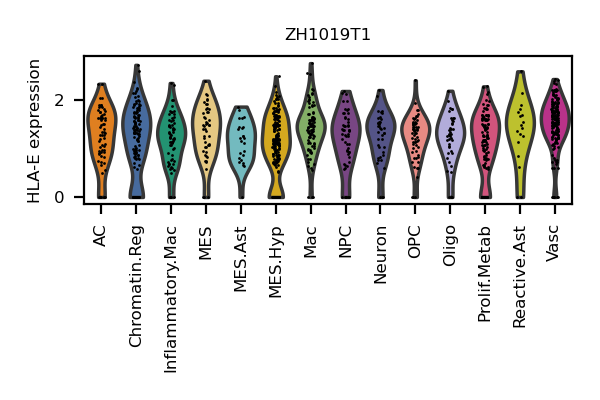 ZH1019T1
HLA-E expression
2
0
AC
Chromatin.Reg
Inflammatory.Mac
MES
MES.Ast
MES.Hyp
Mac
NPC
Neuron
OPC
Oligo
Prolif.Metab
Reactive.Ast
Vasc